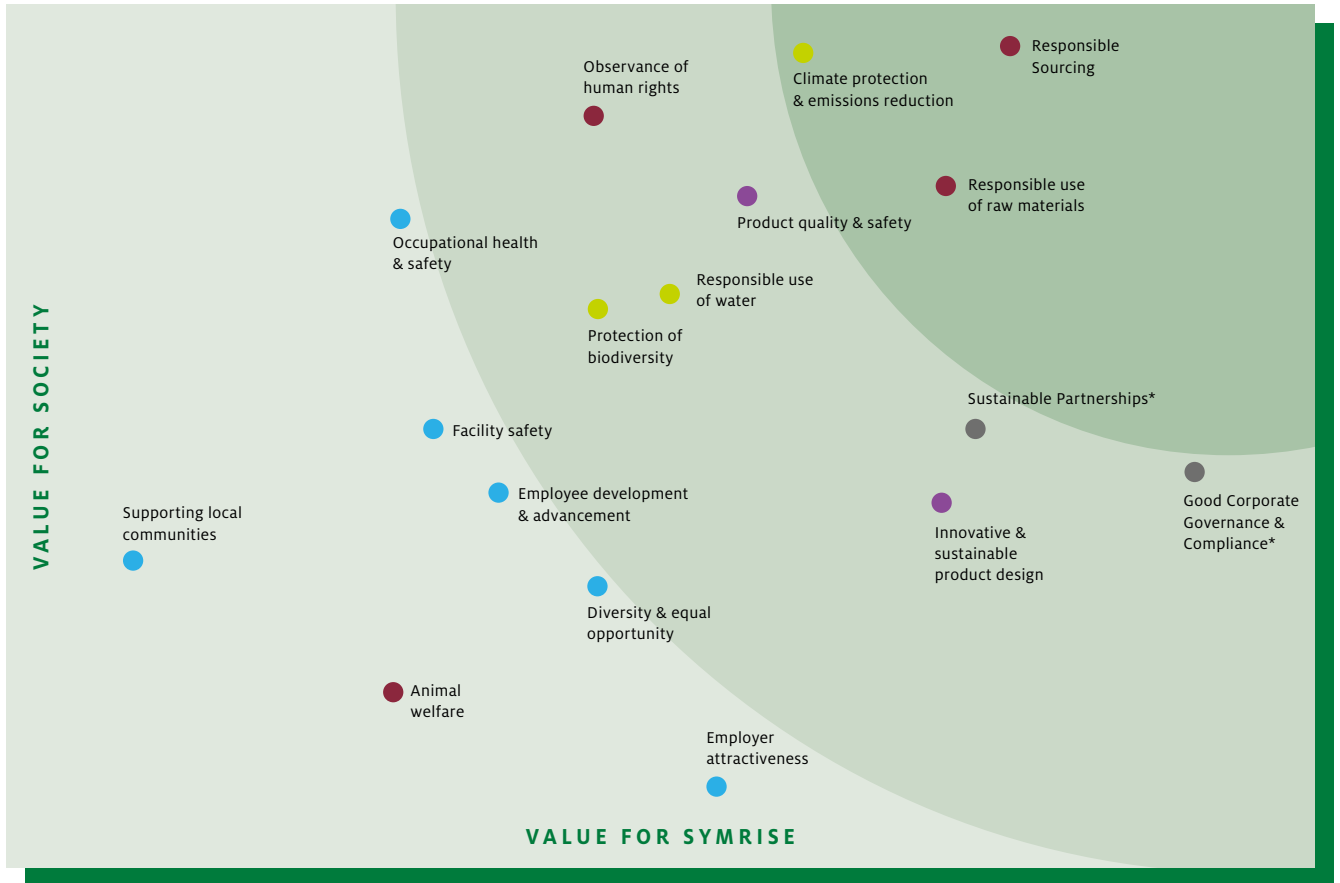 Responsible
Sourcing
Observance of
human rights
Climate protection
& emissions reduction
Responsible use
of raw materials
Product quality & safety
Occupational health
& safety
Responsible use
of water
Protection of
biodiversity
Sustainable Partnerships*
Facility safety
Employee development
& advancement
Good Corporate
Governance &
Compliance*
Supporting local
communities
Innovative &
sustainable
product design
Diversity & equal
opportunity
Animal
welfare
Employer
attractiveness
VALUE FOR SOCIETY
VALUE FOR SYMRISE